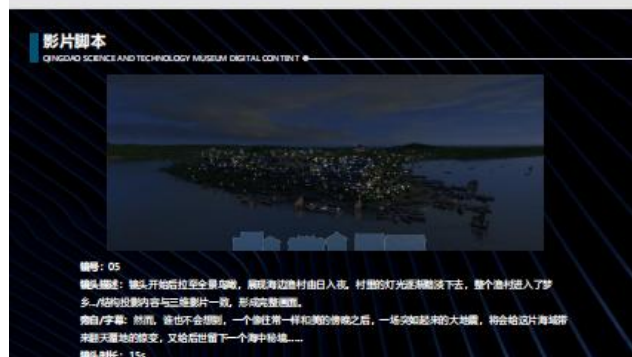 影片脚本
QINGDAO SCIENCE AND TECHNOLOGY MUSEUM DIGITAL CONTENT
镜号：05
镜头描述：镜头开始后拉至全景鸟瞰，展现海边渔村由日入夜，村里的灯光逐渐黯淡下去，整个渔村进入了梦
乡../结构投影内容与三维影片一致，形成完整画面。
旁白/字幕：然而，谁也不会想到，一个像往常一样和美的傍晚之后，一场突如起来的大地震，将会给这片海域带
来翻天覆地的惊变，又给后世留下一个海中秘境......
镜头时长：15s